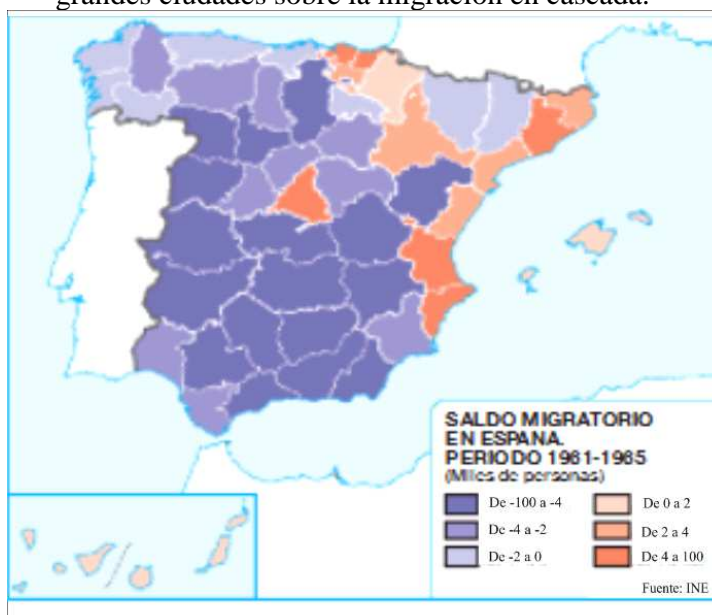 grandes ciudades sobre la migración en cascada.
SALDO MIGRATORIO
EN ESPANA.
PERIODO 1961-1965
(Miles de personas)
De -100 a -4
De -4 a -2
De -2 a 0
De 0 a 2
De 2 a 4
De 4 a 100
Fuente: INE